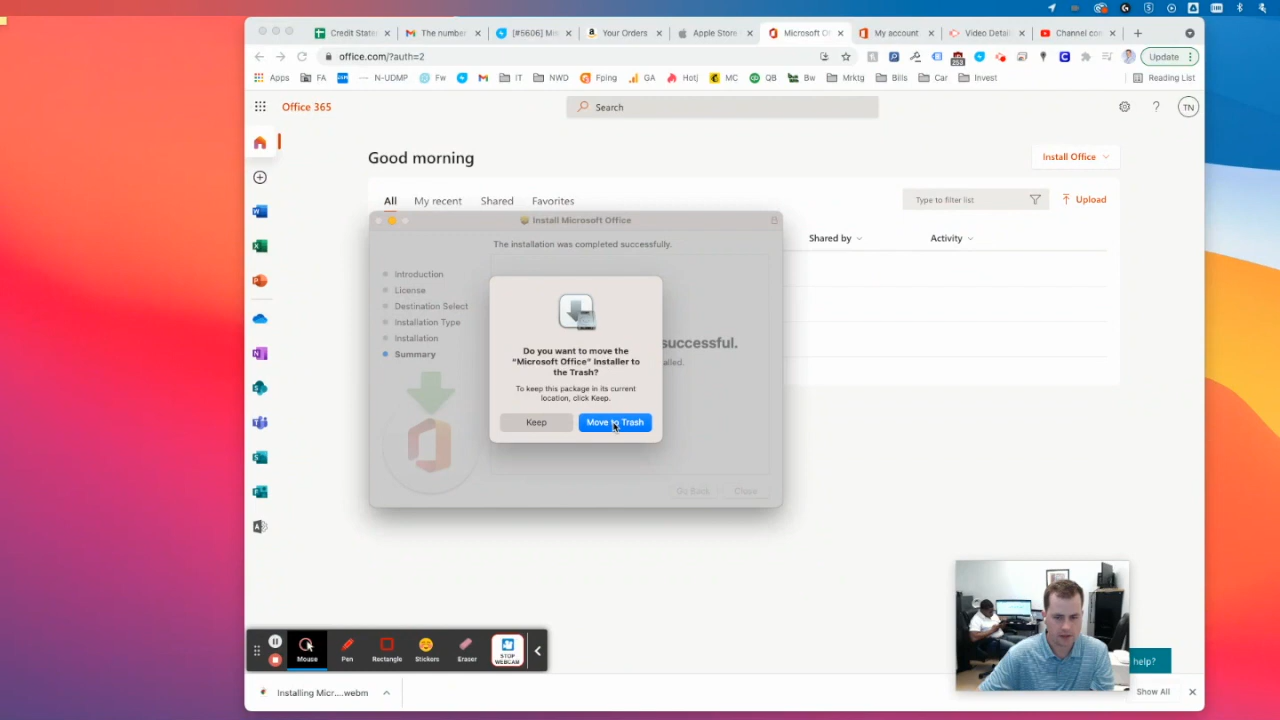 Credit State
The number
[#5606] Mi
Your Orders
Apple Store
Microsoft O
My account
Video Detai
Channel con
office.com/?auth=2
253
Update
Apps
FA
N-UDMP
Fw
IT
NWD
Fping
GA
Hotj
MC
QB
Bw
Mrktg
Bills
Car
Invest
Reading List
Office 365
Search
TN
Good morning
Install Office
All
My recent
Shared
Favorites
Type to filter list
Upload
Shared by
Activity
Install Microsoft Office
The installation was completed successfully.
Introduction
License
Destination Select
Installation Type
Installation
Summary
successful.
alled.
Do you want to move the
“Microsoft Office” Installer to
the Trash?
To keep this package in its current
location, click Keep.
Keep
Move to Trash
Go Back
Close
Mouse
Pen
Rectangle
Stickers
Eraser
STOP
WEBCAM
help?
Installing Micr....webm
Show All